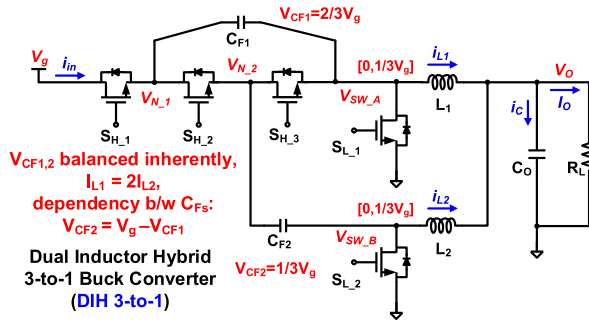 V_CF1=2/3V_g
C_F1
V_g
i_in
V_N_1
V_N_2
[0,1/3V_g]
i_L1
V_SW_A
L_1
V_O
I_O
i_C
S_H_1
S_H_2
S_H_3
S_L_1
C_O
R_L
V_CF1,2 balanced inherently,
I_L1 = 2I_L2,
dependency b/w C_Fs:
V_CF2 = V_g–V_CF1
[0,1/3V_g]
i_L2
C_F2
V_SW_B
L_2
V_CF2=1/3V_g
S_L_2
Dual Inductor Hybrid
3-to-1 Buck Converter
(DIH 3-to-1)